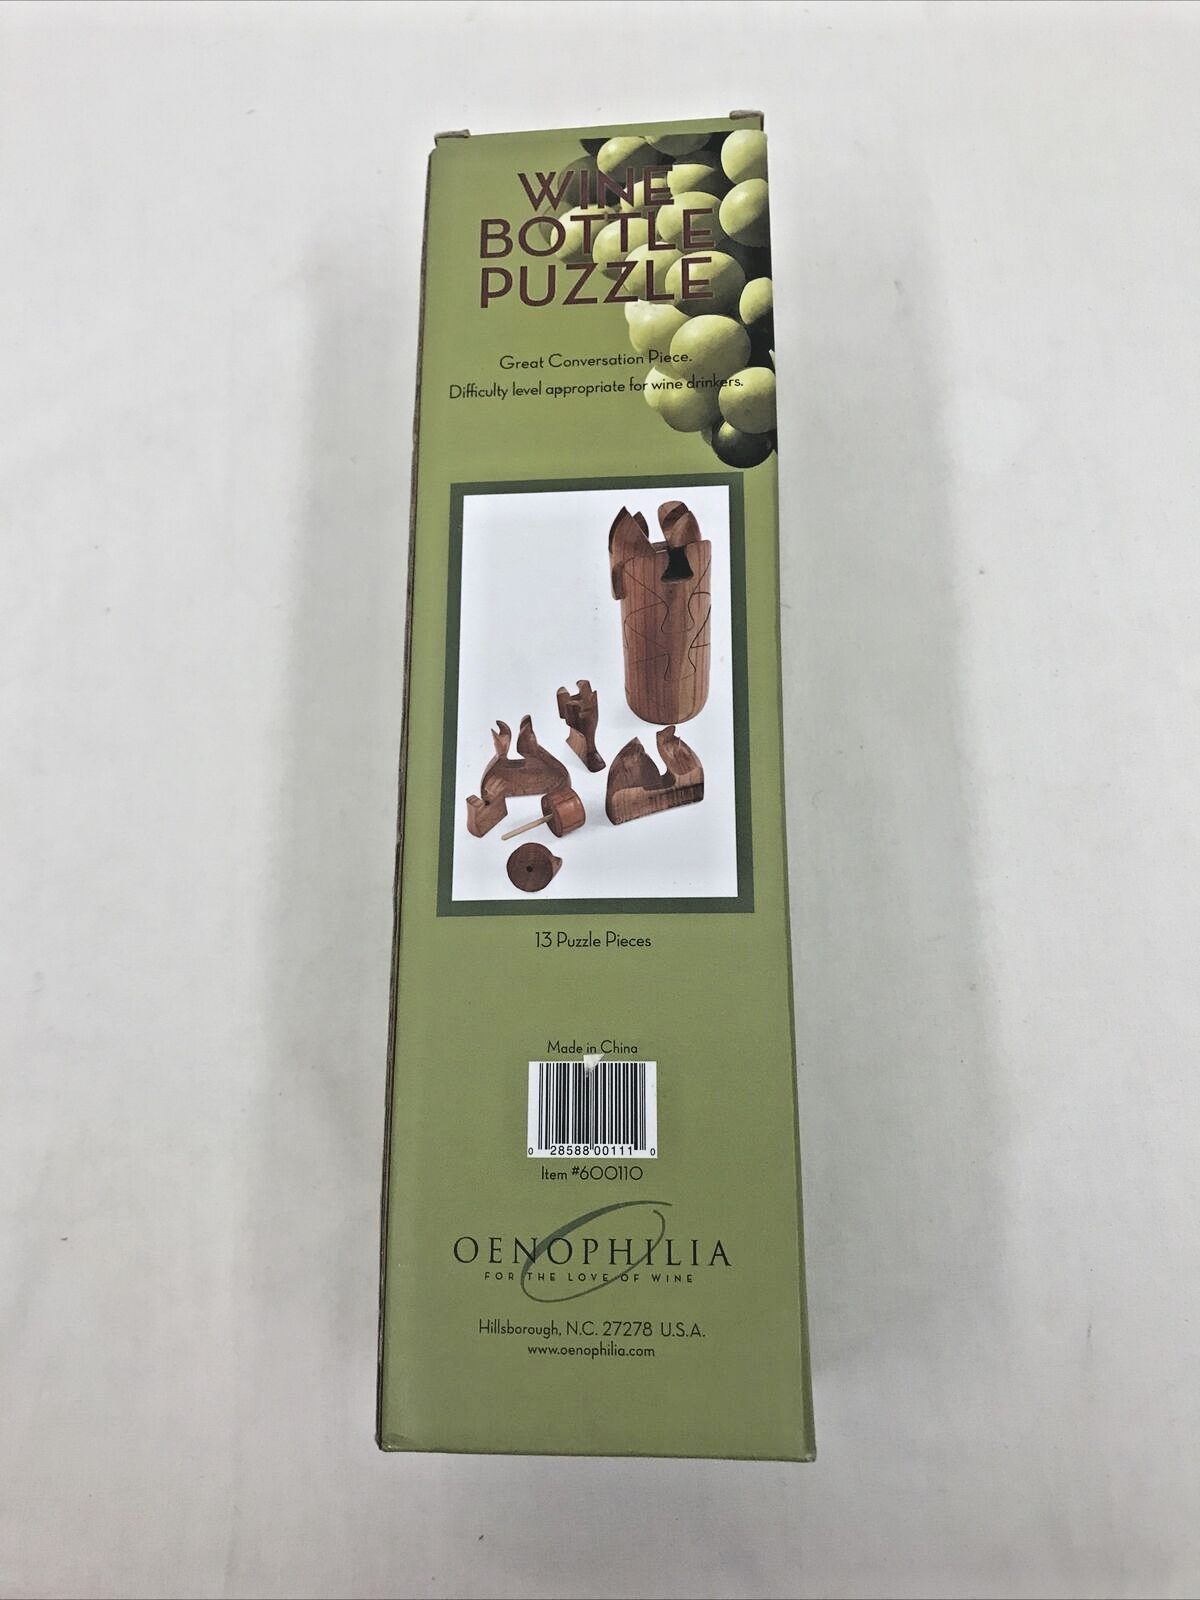 WINE
BOTTLE
PUZZLE
Great Conversation Piece.
Difficulty level appropriate for wine drinkers.
13 Puzzle Pieces
Made in China
0 28588 00111 0
Item #600110
OENOPHILIA
FOR THE LOVE OF WINE
Hillsborough, N.C. 27278 U.S.A.
www.oenophilia.com